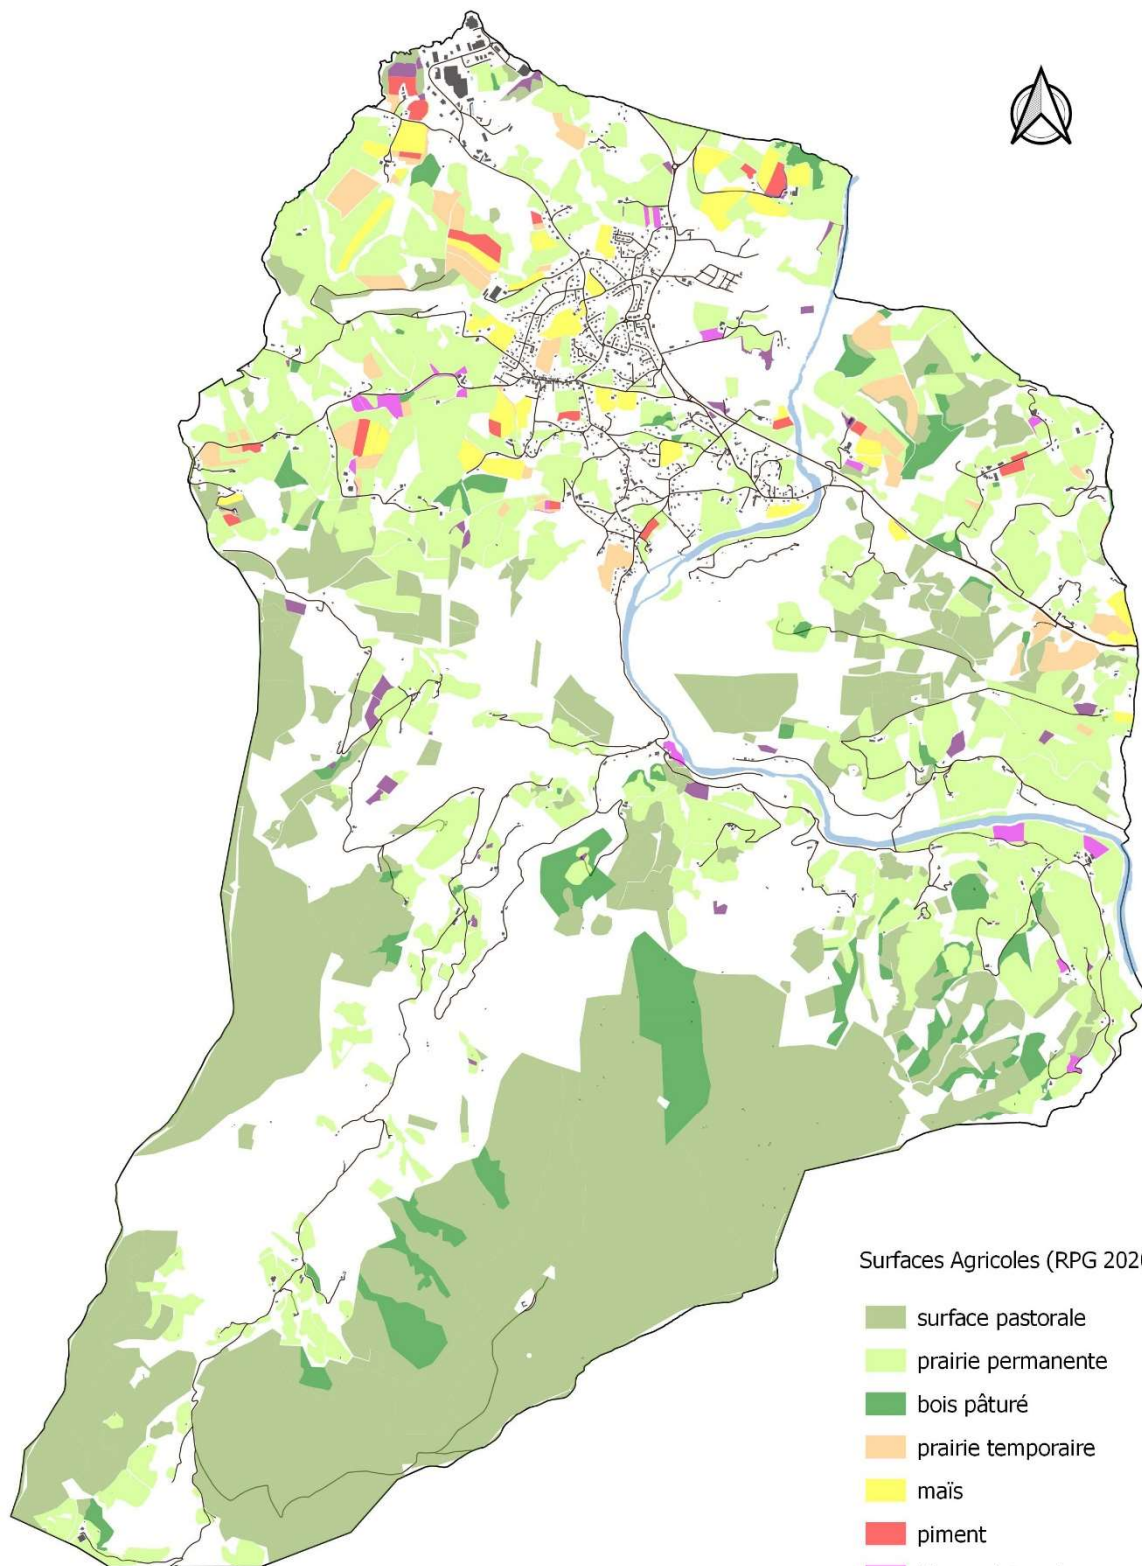 Surfaces Agricoles (RPG 202
surface pastorale
prairie permanente
bois pâturé
prairie temporaire
maïs
piment